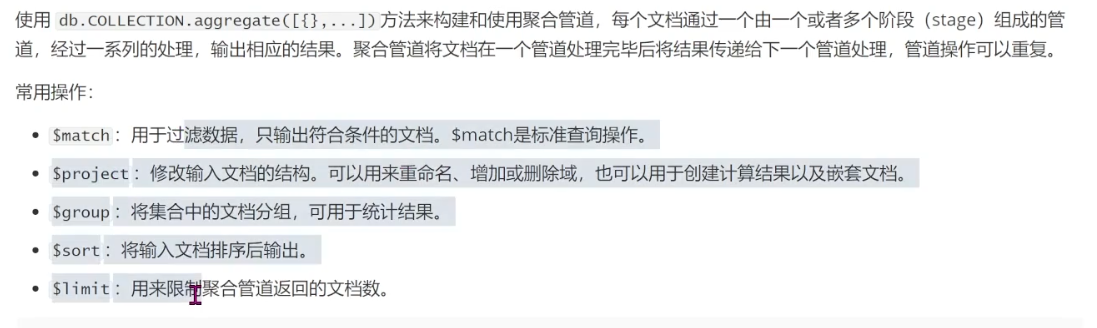 使用 db.COLLECTION.aggregate([{},...]) 方法来构建和使用聚合管道，每个文档通过一个由一个或者多个阶段（stage）组成的管
道，经过一系列的处理，输出相应的结果。聚合管道将文档在一个管道处理完毕后将结果传递给下一个管道处理，管道操作可以重复。
常用操作：
• $match：用于过滤数据，只输出符合条件的文档。$match是标准查询操作。
• $project：修改输入文档的结构。可以用来重命名、增加或删除域，也可以用于创建计算结果以及嵌套文档。
• $group：将集合中的文档分组，可用于统计结果。
• $sort：将输入文档排序后输出。
• $limit：用来限制聚合管道返回的文档数。